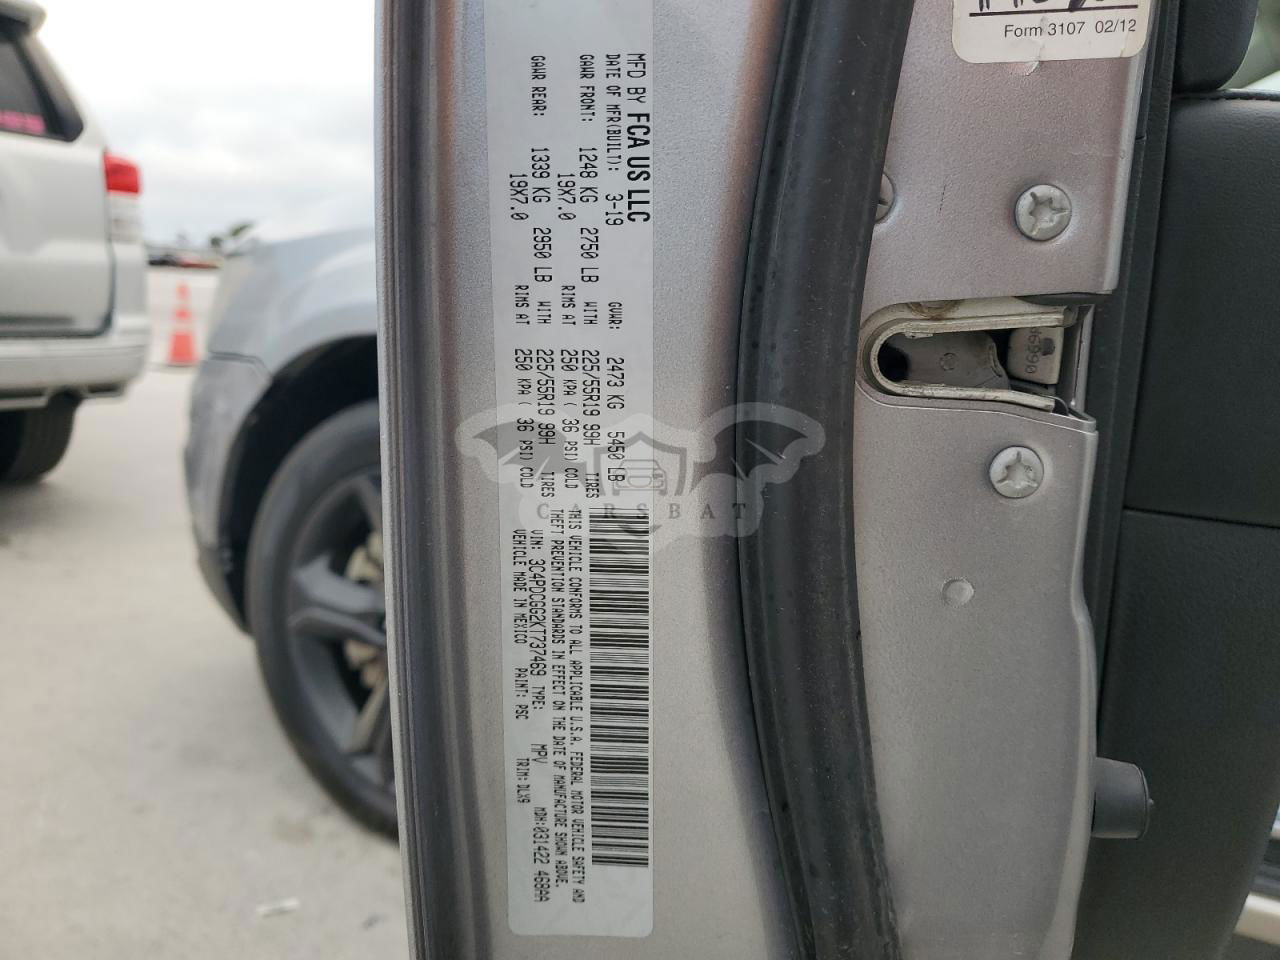 Form 3107 02/12
MFD BY FCA US LLC
DATE OF MFR(BUILT): 3-19 GVWR: 2473 KG 5450 LB
GAWR FRONT: 1248 KG 2750 LB WITH 225/55R19 99H TIRES
19X7.0 RIMS AT 250 KPA ( 36 PSI) COLD
GAWR REAR: 1339 KG 2950 LB WITH 225/55R19 99H TIRES
19X7.0 RIMS AT 250 KPA ( 36 PSI) COLD
THIS VEHICLE CONFORMS TO ALL APPLICABLE U.S.A. FEDERAL MOTOR VEHICLE SAFETY AND
THEFT PREVENTION STANDARDS IN EFFECT ON THE DATE OF MANUFACTURE SHOWN ABOVE.
VIN: 3C4PDCGG2KT737469 TYPE: MPV MDH:031422 468AA
VEHICLE MADE IN MEXICO PAINT: PSC TRIM:DLX9
CARSBAT